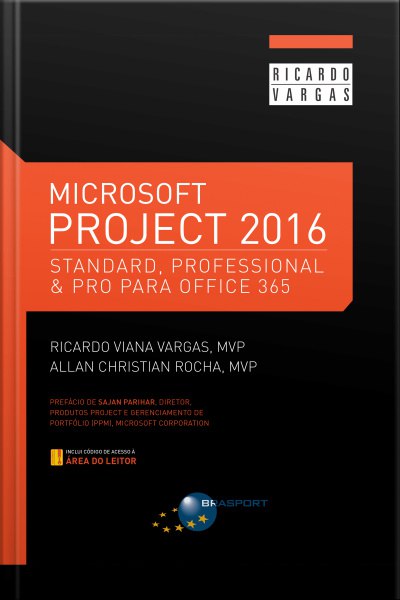 RICARDO
VARGAS
MICROSOFT
PROJECT 2016
STANDARD, PROFESSIONAL
& PRO PARA OFFICE 365
RICARDO VIANA VARGAS, MVP
ALLAN CHRISTIAN ROCHA, MVP
PREFÁCIO DE SAJAN PARIHAR, DIRETOR,
PRODUTOS PROJECT E GERENCIAMENTO DE
PORTFÓLIO (PPM), MICROSOFT CORPORATION
INCLUI CÓDIGO DE ACESSO À
ÁREA DO LEITOR
BRASPORT